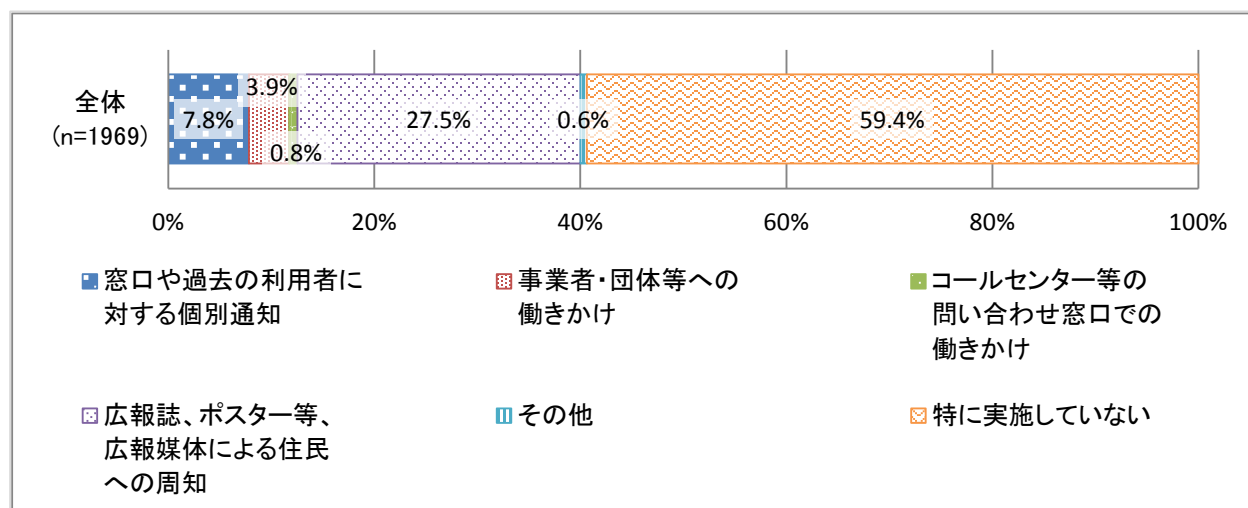 3.9%
全体
(n=1969)
7.8%
27.5%
0.6%
59.4%
0.8%
0% 20% 40% 60% 80% 100%
窓口や過去の利用者に
対する個別通知
事業者・団体等への
働きかけ
コールセンター等の
問い合わせ窓口での
働きかけ
広報誌、ポスター等、
広報媒体による住民
への周知
その他
特に実施していない